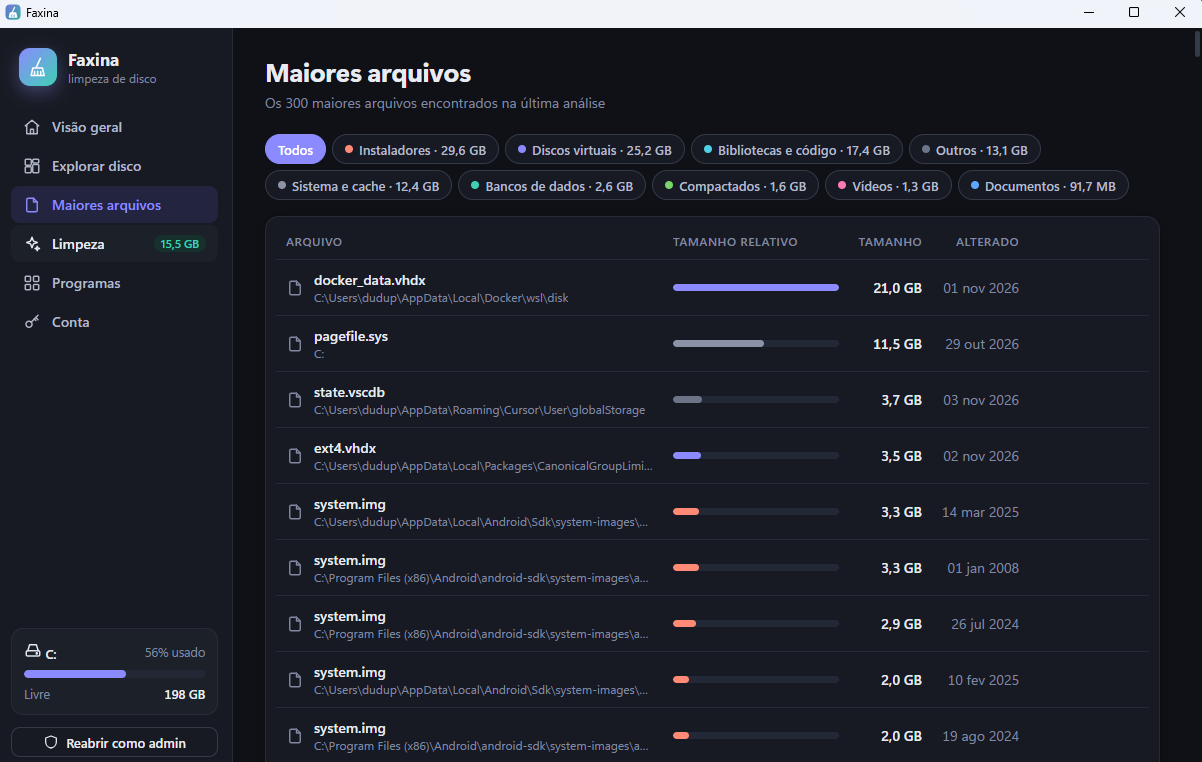 Faxina
Faxina
limpeza de disco
Visão geral
Explorar disco
Maiores arquivos
Limpeza 15,5 GB
Programas
Conta
C: 56% usado
Livre 198 GB
Reabrir como admin
Maiores arquivos
Os 300 maiores arquivos encontrados na última análise
Todos Instaladores · 29,6 GB Discos virtuais · 25,2 GB Bibliotecas e código · 17,4 GB Outros · 13,1 GB
Sistema e cache · 12,4 GB Bancos de dados · 2,6 GB Compactados · 1,6 GB Vídeos · 1,3 GB Documentos · 91,7 MB
ARQUIVO TAMANHO RELATIVO TAMANHO ALTERADO
docker_data.vhdx 21,0 GB 01 nov 2026
C:\Users\dudup\AppData\Local\Docker\wsl\disk
pagefile.sys 11,5 GB 29 out 2026
C:
state.vscdb 3,7 GB 03 nov 2026
C:\Users\dudup\AppData\Roaming\Cursor\User\globalStorage
ext4.vhdx 3,5 GB 02 nov 2026
C:\Users\dudup\AppData\Local\Packages\CanonicalGroupLimi...
system.img 3,3 GB 14 mar 2025
C:\Users\dudup\AppData\Local\Android\Sdk\system-images\...
system.img 3,3 GB 01 jan 2008
C:\Program Files (x86)\Android\android-sdk\system-images\a...
system.img 2,9 GB 26 jul 2024
C:\Program Files (x86)\Android\android-sdk\system-images\a...
system.img 2,0 GB 10 fev 2025
C:\Users\dudup\AppData\Local\Android\Sdk\system-images\...
system.img 2,0 GB 19 ago 2024
C:\Program Files (x86)\Android\android-sdk\system-images\a...